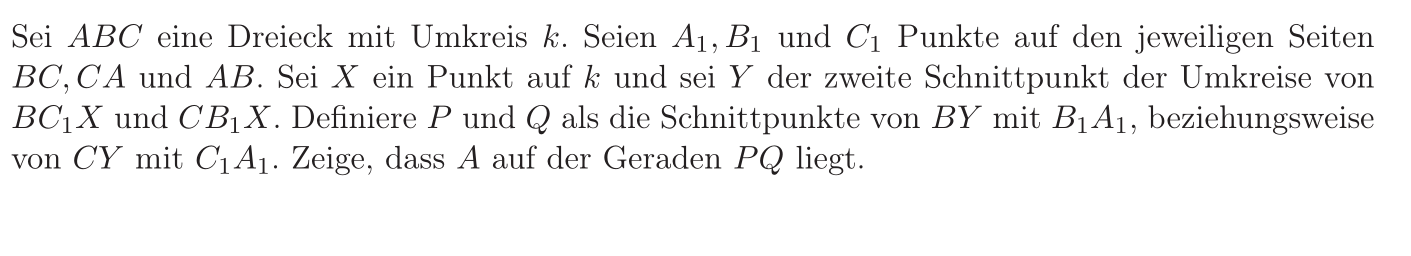 Sei ABC eine Dreieck mit Umkreis k. Seien A₁, B₁ und C₁ Punkte auf den jeweiligen Seiten
BC, CA und AB. Sei X ein Punkt auf k und sei Y der zweite Schnittpunkt der Umkreise von
BC₁X und CB₁X. Definiere P und Q als die Schnittpunkte von BY mit B₁A₁, beziehungsweise
von CY mit C₁A₁. Zeige, dass A auf der Geraden PQ liegt.